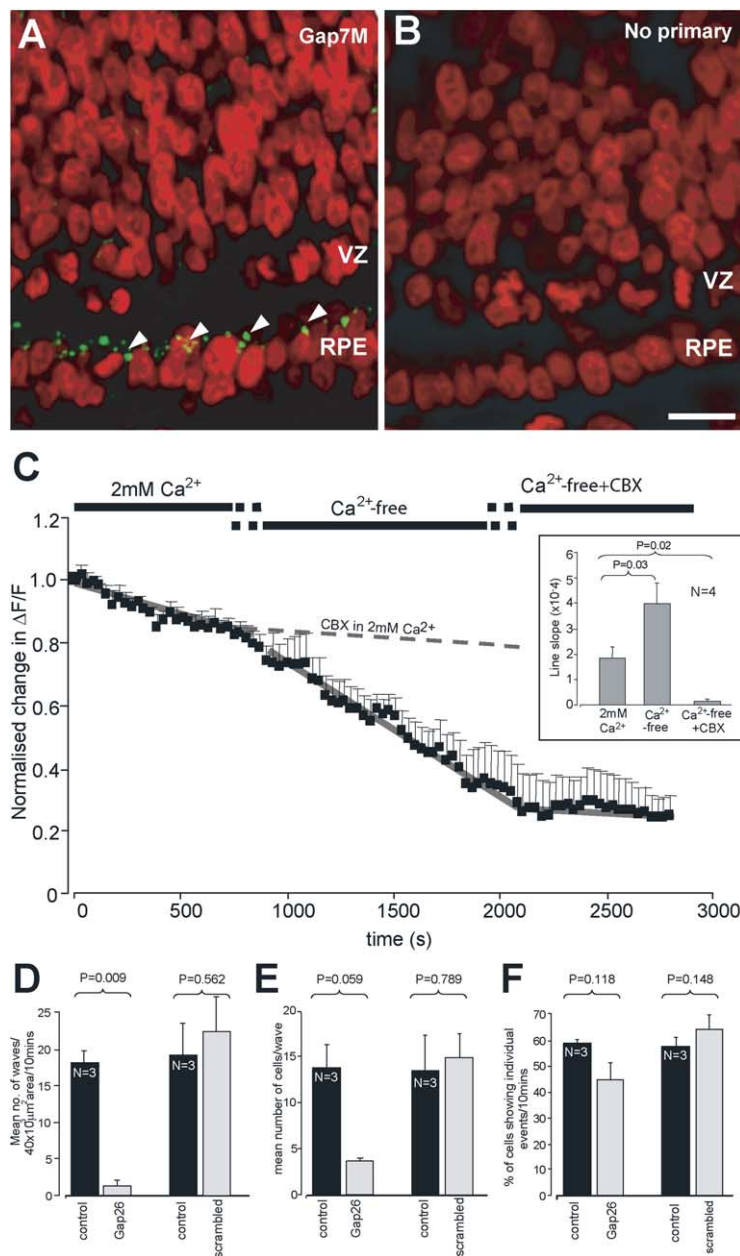 A
Gap7M
VZ
RPE
B
No primary
VZ
RPE
C
2mM Ca²⁺
Ca²⁺-free
Ca²⁺-free+CBX
Normalised change in ΔF/F
1.2
1.0
0.8
0.6
0.4
0.2
0
CBX in 2mM Ca²⁺
0
500
1000
1500
2000
2500
3000
time (s)
P=0.02
P=0.03
N=4
Line slope (x10⁻4)
6
5
4
3
2
1
0
2mM
Ca²⁺
Ca²⁺
-free
Ca²⁺-free
+CBX
D
P=0.009
P=0.562
Mean no. of waves/
40x10³µm² area/10mins
25
20
15
10
5
0
N=3
N=3
control
Gap26
control
scrambled
E
P=0.059
P=0.789
mean number of cells/wave
20
15
10
5
0
N=3
N=3
control
Gap26
control
scrambled
F
P=0.118
P=0.148
% of cells showing individual
events/10mins
70
60
50
40
30
20
10
0
N=3
N=3
control
Gap26
control
scrambled